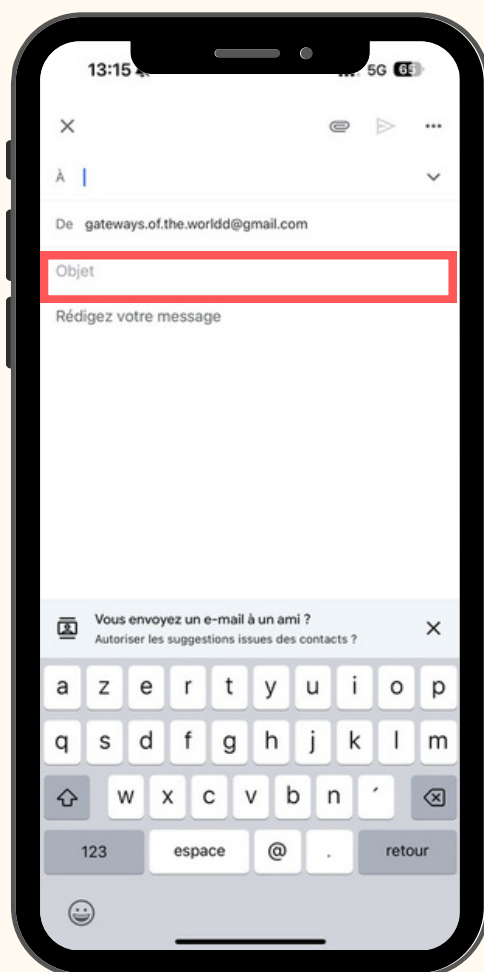 13:15 5G 65
À
De gateways.of.the.worldd@gmail.com
Objet
Rédigez votre message
Vous envoyez un e-mail à un ami ?
Autoriser les suggestions issues des contacts ?
a z e r t y u i o p
q s d f g h j k l m
w x c v b n ´
123 espace @ . retour